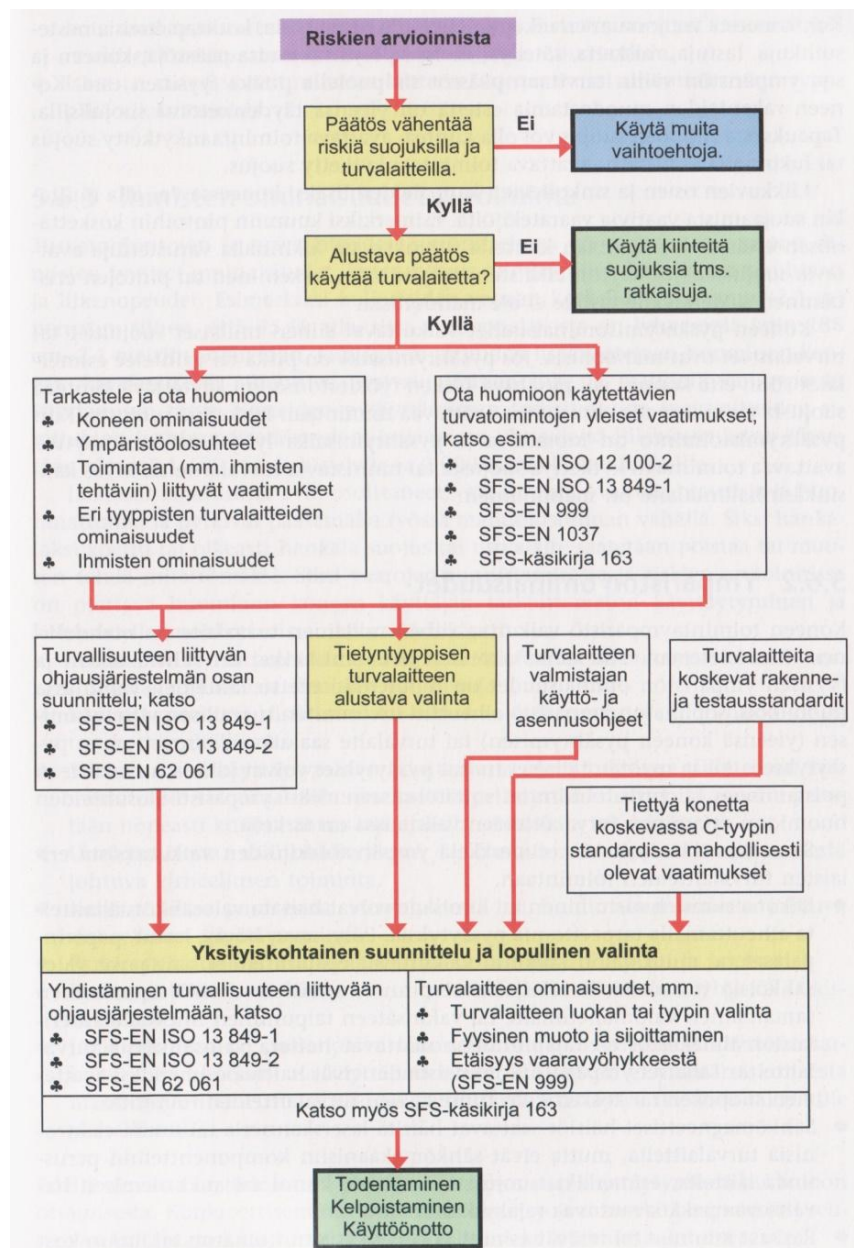 Riskien arvioinnista
Päätös vähentää
riskiä suojuksilla ja
turvalaitteilla.
Ei
Käytä muita
vaihtoehtoja.
Kyllä
Alustava päätös
käyttää turvalaitetta?
Ei
Käytä kiinteitä
suojuksia tms.
ratkaisuja.
Kyllä
Tarkastele ja ota huomioon
♣ Koneen ominaisuudet
♣ Ympäristöolosuhteet
♣ Toimintaan (mm. ihmisten
tehtäviin) liittyvät vaatimukset
♣ Eri tyyppisten turvalaitteiden
ominaisuudet
♣ Inmisten ominaisuudet
Ota huomioon käytettävien
turvatoimintojen yleisvaatimukset;
katso esim.
♣ SFS-EN ISO 12 100-2
♣ SFS-EN ISO 13 849-1
♣ SFS-EN 999
♣ SFS-EN 1037
♣ SFS-käsikirja 163
Turvallisuuteen liittyvän
ohjausjärjestelmän osan
suunnittelu; katso
♣ SFS-EN ISO 13 849-1
♣ SFS-EN ISO 13 849-2
♣ SFS-EN 62 061
Tietyntyyppisen
turvalaitteen
alustava valinta
Turvalaitteen
valmistajan
käyttö- ja
asennusohjeet
Turvalaitteita
koskevat rakenne-
ja testausstandardit
Tiettyä konetta
koskevassa C-tyypin
standardissa mahdollisesti
olevat vaatimukset
Yksityiskohtainen suunnittelu ja lopullinen valinta
Yhdistäminen turvallisuuteen liittyvään
ohjausjärjestelmään, katso
♣ SFS-EN ISO 13 849-1
♣ SFS-EN ISO 13 849-2
♣ SFS-EN 62 061
Turvalaitteen ominaisuudet, mm.
♣ Turvalaitteen luokan tai tyypin valinta
♣ Fyysinen muoto ja sijoittaminen
♣ Etäisyys vaaravyöhykkeestä
(SFS-EN 999)
Katso myös SFS-käsikirja 163
Todentaminen
Kelpoistaminen
Käyttöönotto